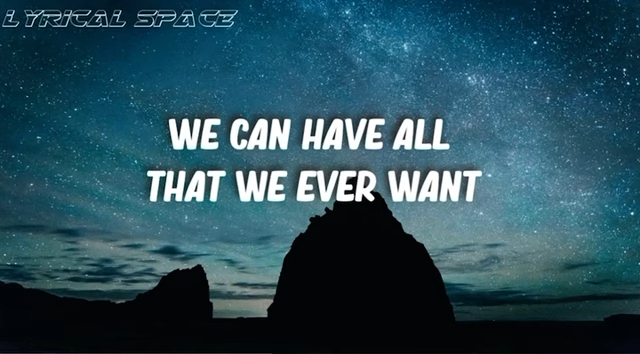 LYRICAL SPACE
WE CAN HAVE ALL
THAT WE EVER WANT